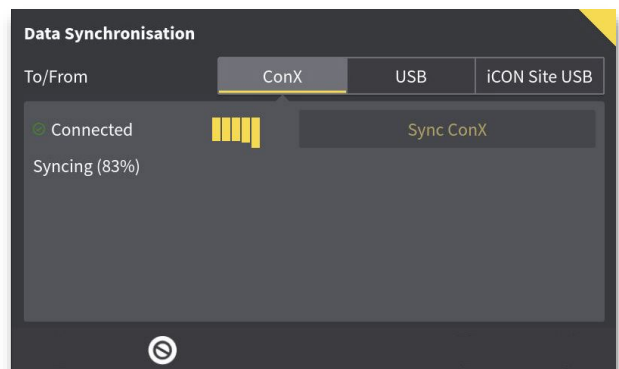 Data Synchronisation
To/From ConX USB iCON Site USB
Connected Sync ConX
Syncing (83%)